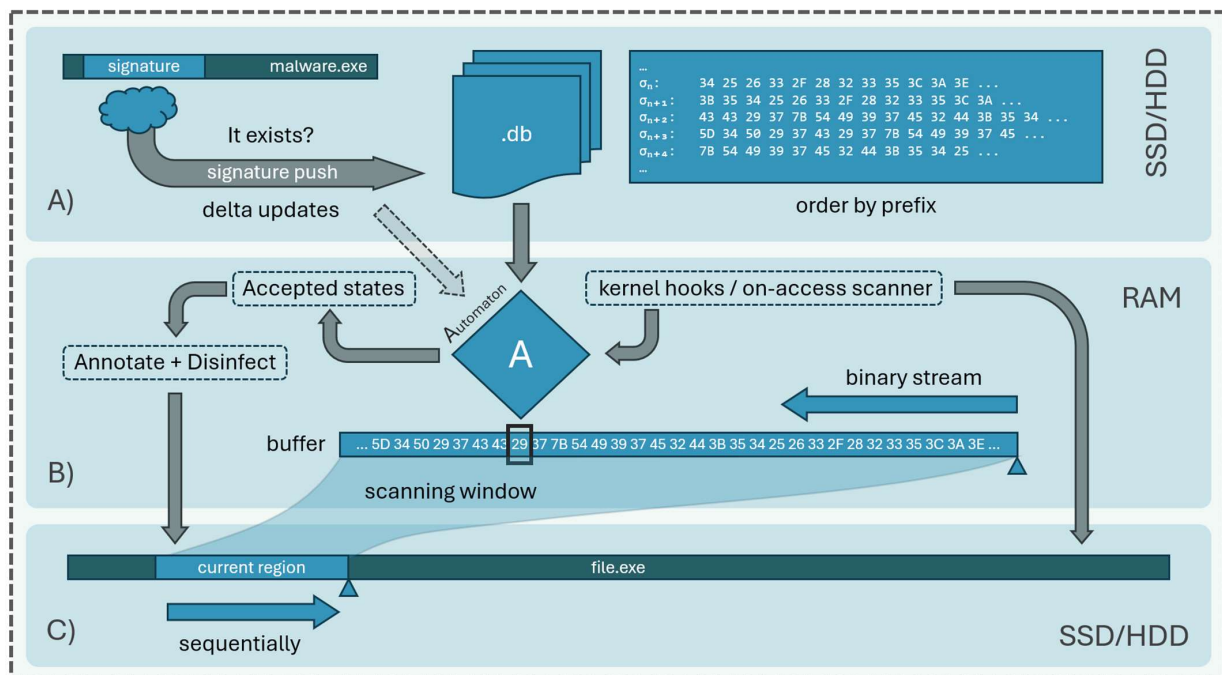 signature
malware.exe
It exists?
signature push
delta updates
A)
.db
…
σn: 34 25 26 33 2F 28 32 33 35 3C 3A 3E ...
σn+1: 3B 35 34 25 26 33 2F 28 32 33 35 3C 3A ...
σn+2: 43 43 29 37 7B 54 49 39 37 45 32 44 3B 35 34 ...
σn+3: 5D 34 50 29 37 43 29 37 7B 54 49 39 37 45 ...
σn+4: 7B 54 49 39 37 45 32 44 3B 35 34 25 ...
…
order by prefix
SSD/HDD
Accepted states
Automaton
kernel hooks / on-access scanner
RAM
Annotate + Disinfect
A
binary stream
buffer
... 5D 34 50 29 37 43 43 29 37 7B 54 49 39 37 45 32 44 3B 35 34 25 26 33 2F 28 32 33 35 3C 3A 3E ...
B)
scanning window
current region
file.exe
C)
sequentially
SSD/HDD